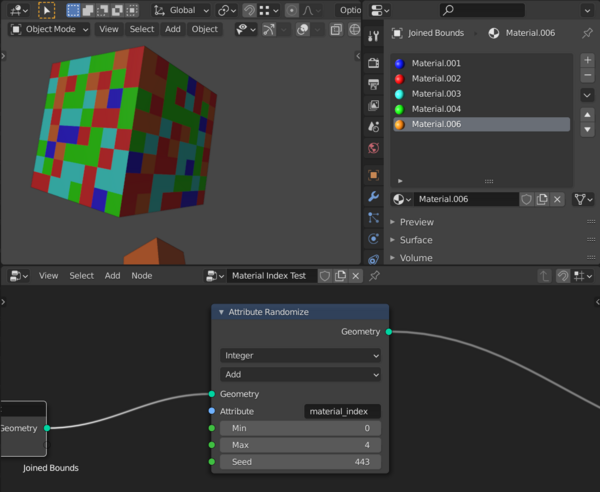 Global
Optio
Object Mode
View
Select
Add
Object
Joined Bounds
Material.006
Material.001
Material.002
Material.003
Material.004
Material.006
Material.006
Preview
Surface
Volume
View
Select
Add
Node
Material Index Test
Attribute Randomize
Geometry
Integer
Add
Geometry
Attribute material_index
Min 0
Max 4
Seed 443
Geometry
Joined Bounds